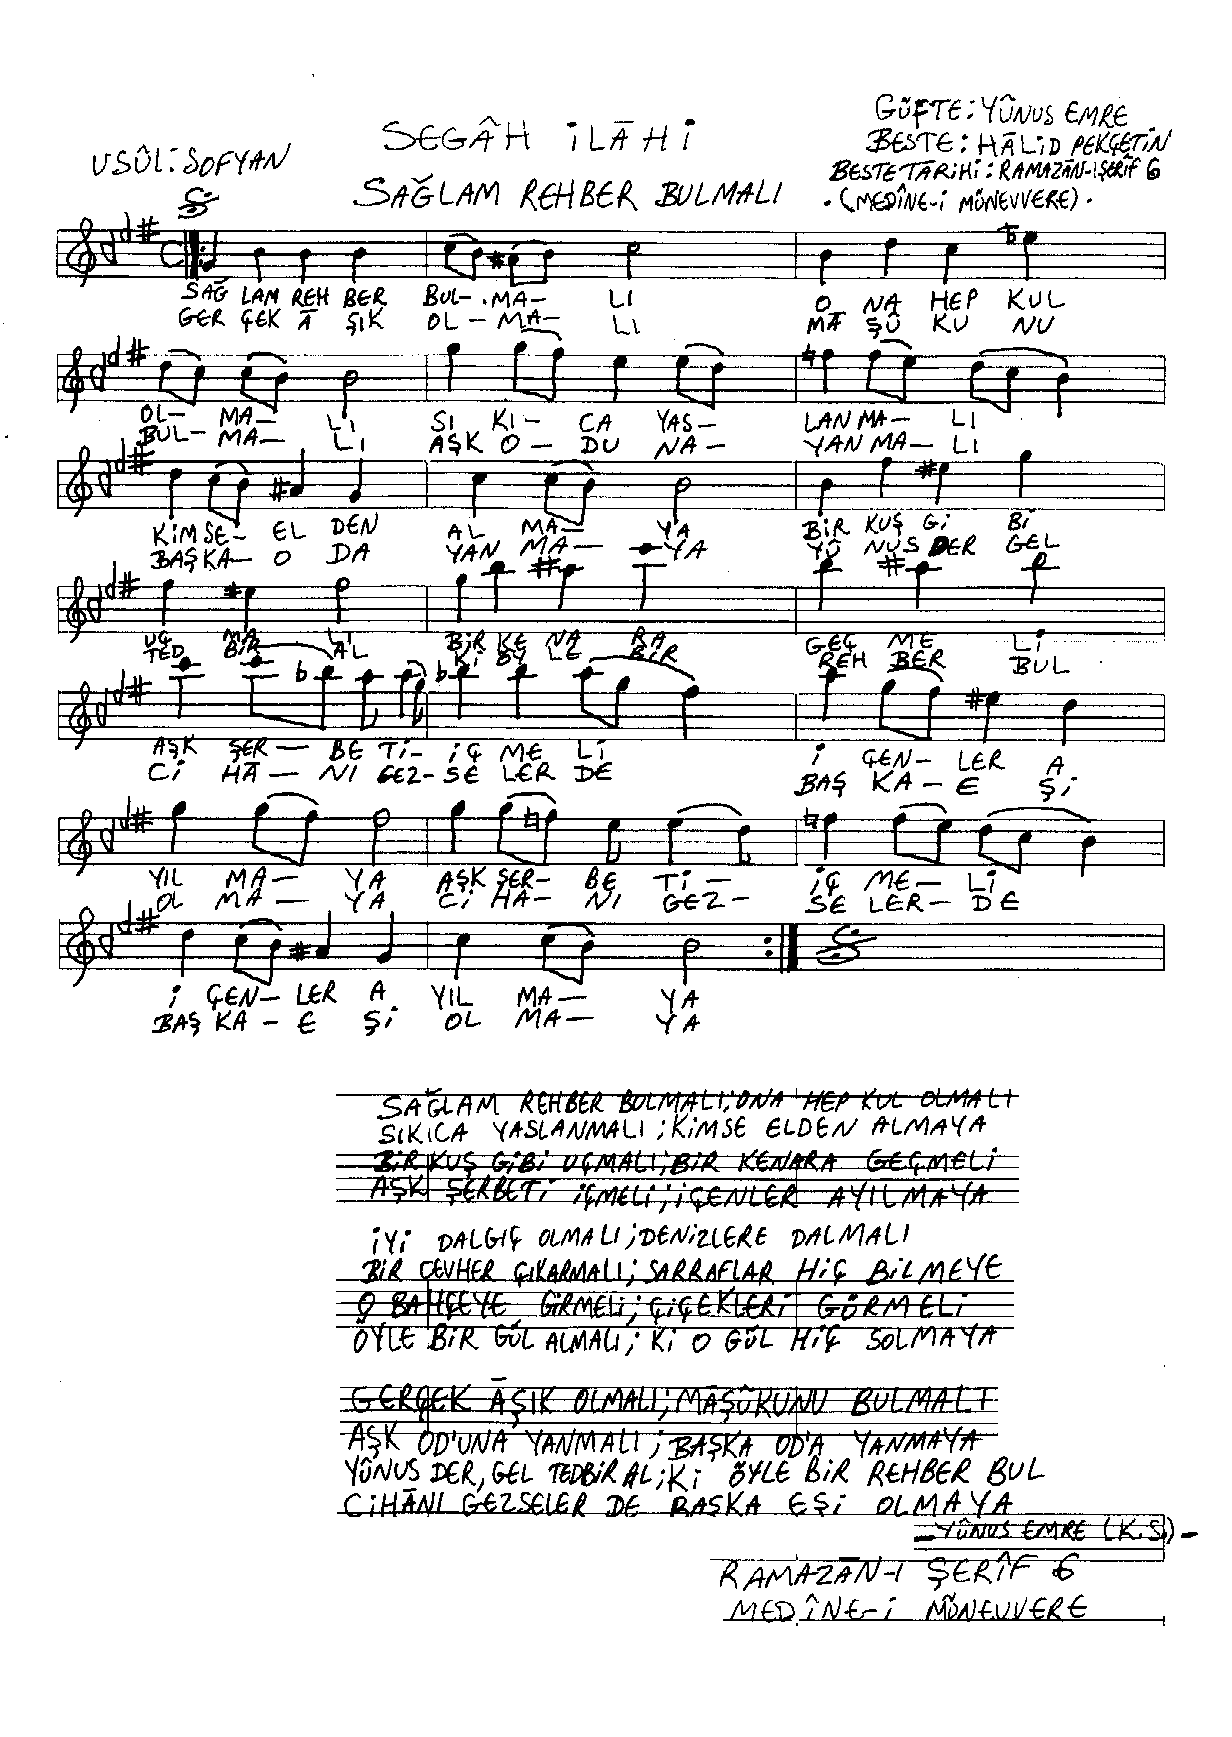 GÜFTE: YÛNUS EMRE
SEGÂH İLÂHİ
BESTE: HÂLİD PEKÇETİN
USÛL: SOFYAN
BESTE TÂRİHİ: RAMAZÂN-I ŞERÎF 6
SAĞLAM REHBER BULMALI
(MEDÎNE-İ MÜNEVVERE).
SAĞ LAM REH BER BUL-MA- LI O NA HEP KUL
GER ÇEK Â ŞIK OL-MA- LI MÂ ŞÛ KU NU
OL- MA- LI SI KI- CA YAS- LAN MA- LI
BUL- MA- LI AŞK O- DU NA- YAN MA- LI
KİM SE- EL DEN AL MA- YA BİR KUŞ Gİ Bİ
BAŞ KA- O DA YAN MA- YA YÛ NUS DER GEL
UÇ MA LI BİR KE NA RA GEÇ ME Lİ
TED BİR AL Kİ ÖY LE BİR REH BER BUL
AŞK ŞER- BE Tİ- İÇ ME Lİ İ ÇEN- LER A
Cİ HÂ- NI GEZ- SE LER DE BAŞ KA- E Şİ
YIL MA- YA AŞK ŞER- BE Tİ- İÇ ME- Lİ
OL MA- YA Cİ HA- NI GEZ- SE LER- DE
İ ÇEN- LER A YIL MA- YA
BAŞ KA- E Şİ OL MA- YA
SAĞLAM REHBER BULMALI; ONA HEP KUL OLMALI
SIKICA YASLANMALI; KİMSE ELDEN ALMAYA
BİR KUŞ GİBİ UÇMALI; BİR KENARA GEÇMELİ
AŞK ŞERBETİ İÇMELİ; İÇENLER AYILMAYA
İYİ DALGIÇ OLMALI; DENİZLERE DALMALI
BİR CEVHER ÇIKARMALI; SARRAFLAR HİÇ BİLMEYE
O BAHÇEYE GİRMELİ; ÇİÇEKLERİ GÖRMELİ
ÖYLE BİR GÜL ALMALI; Kİ O GÜL HİÇ SOLMAYA
GERÇEK ÂŞIK OLMALI; MÂŞÛKUNU BULMALI
AŞK OD'UNA YANMALI; BAŞKA OD'A YANMAYA
YÛNUS DER, GEL TEDBİR AL; Kİ ÖYLE BİR REHBER BUL
CİHÂNI GEZSELER DE BAŞKA EŞİ OLMAYA
-YÛNUS EMRE (K.S.)-
RAMAZÂN-I ŞERÎF 6
MEDÎNE-İ MÜNEVVERE